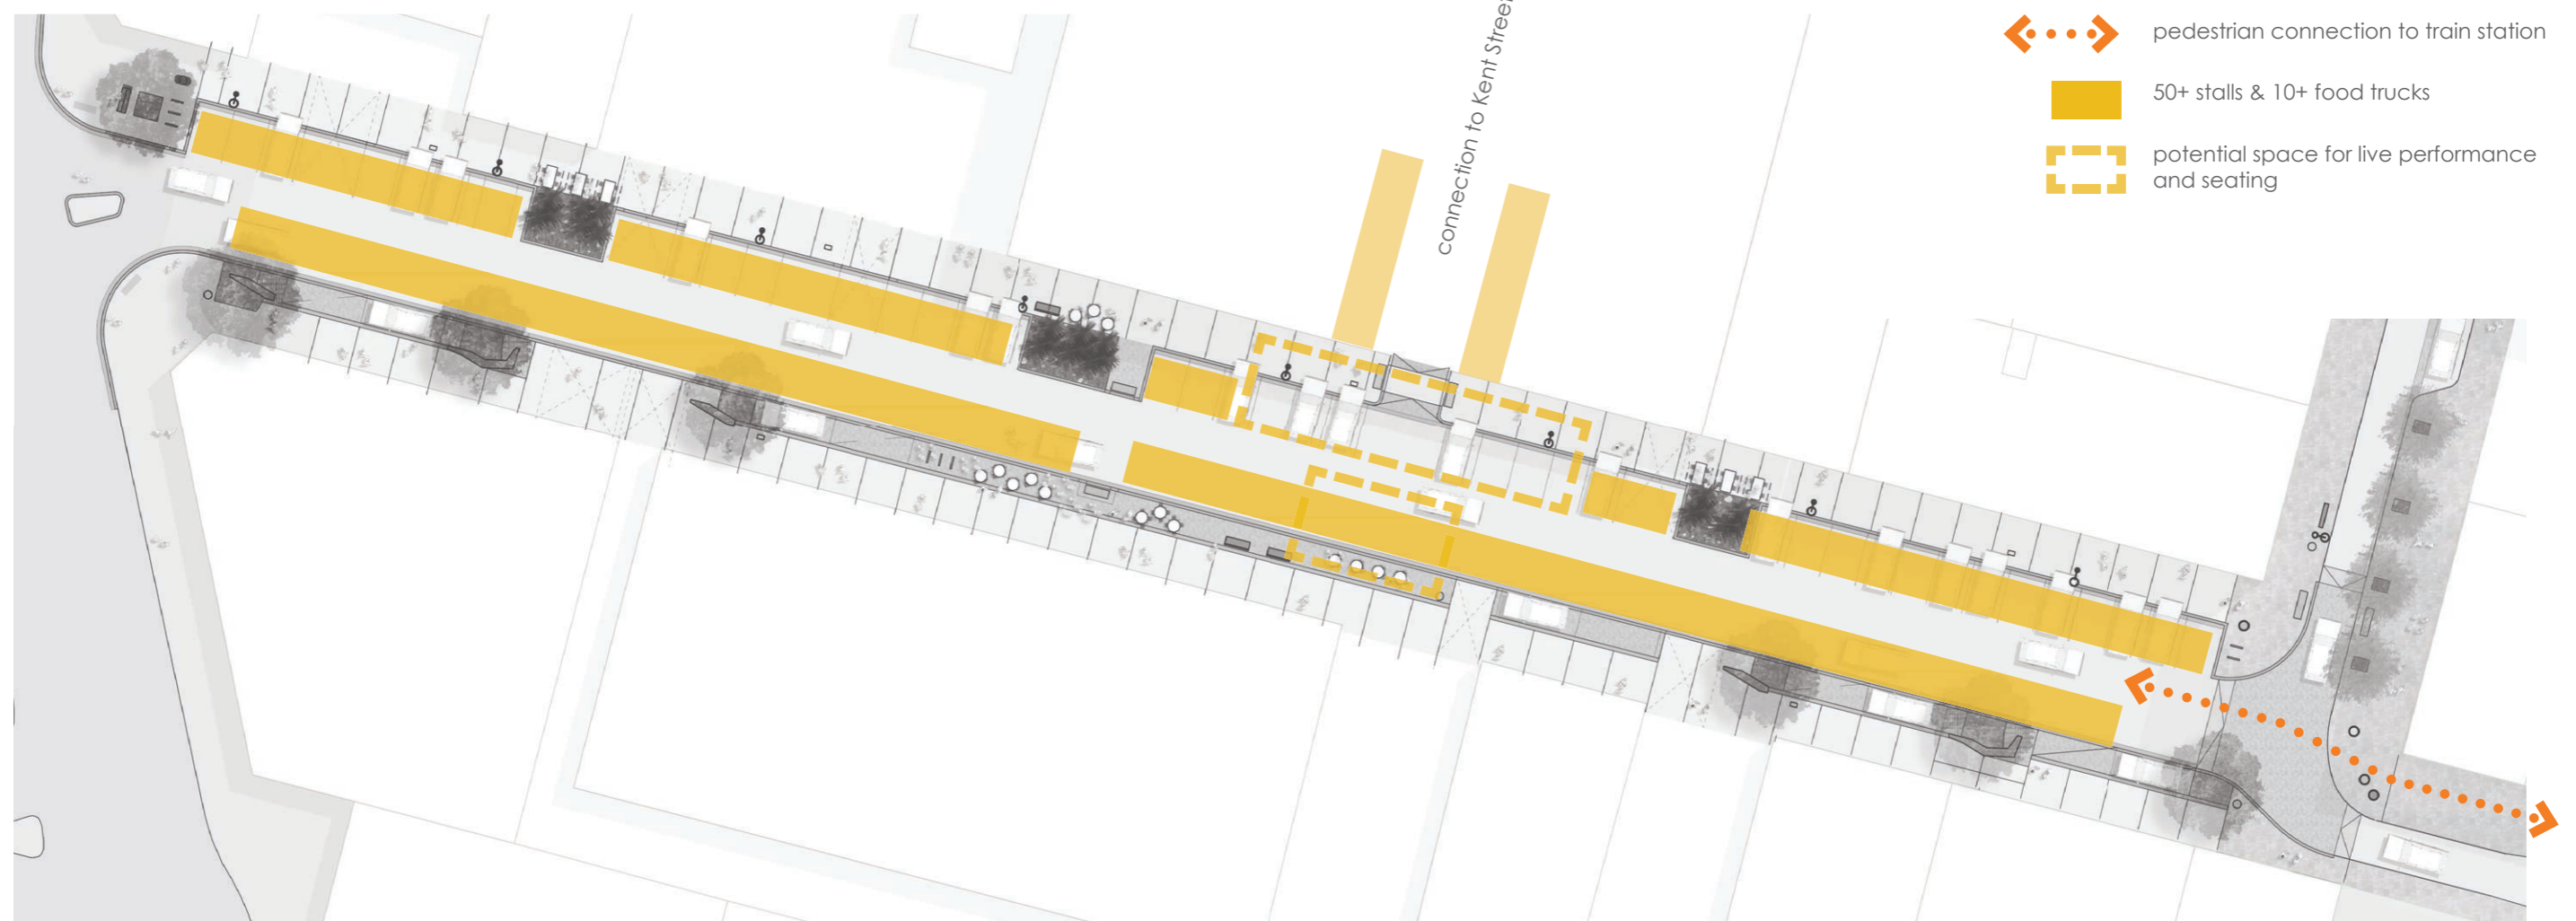 connection to Kent Street
pedestrian connection to train station
50+ stalls & 10+ food trucks
potential space for live performance
and seating